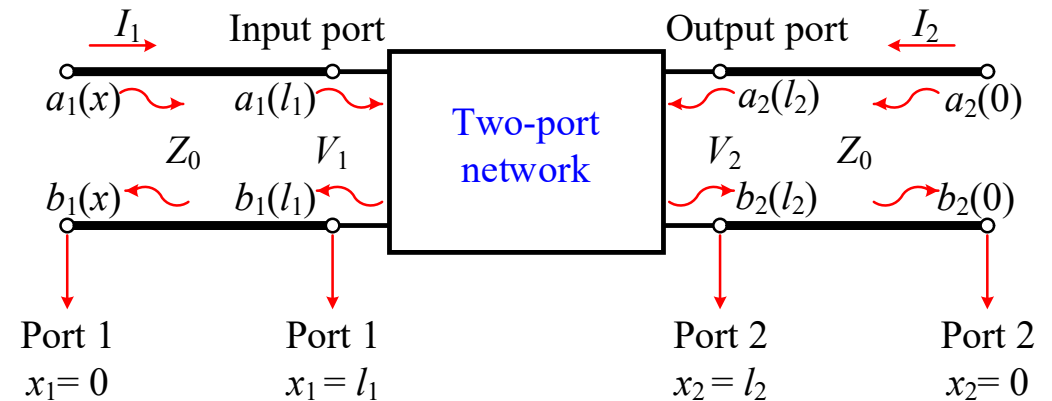 I₁ Input port Output port I₂
a₁(x) a₁(l₁) a₂(l₂) a₂(0)
Two-port
network
Z₀ V₁ V₂ Z₀
b₁(x) b₁(l₁) b₂(l₂) b₂(0)
Port 1 Port 1 Port 2 Port 2
x₁= 0 x₁ = l₁ x₂ = l₂ x₂= 0